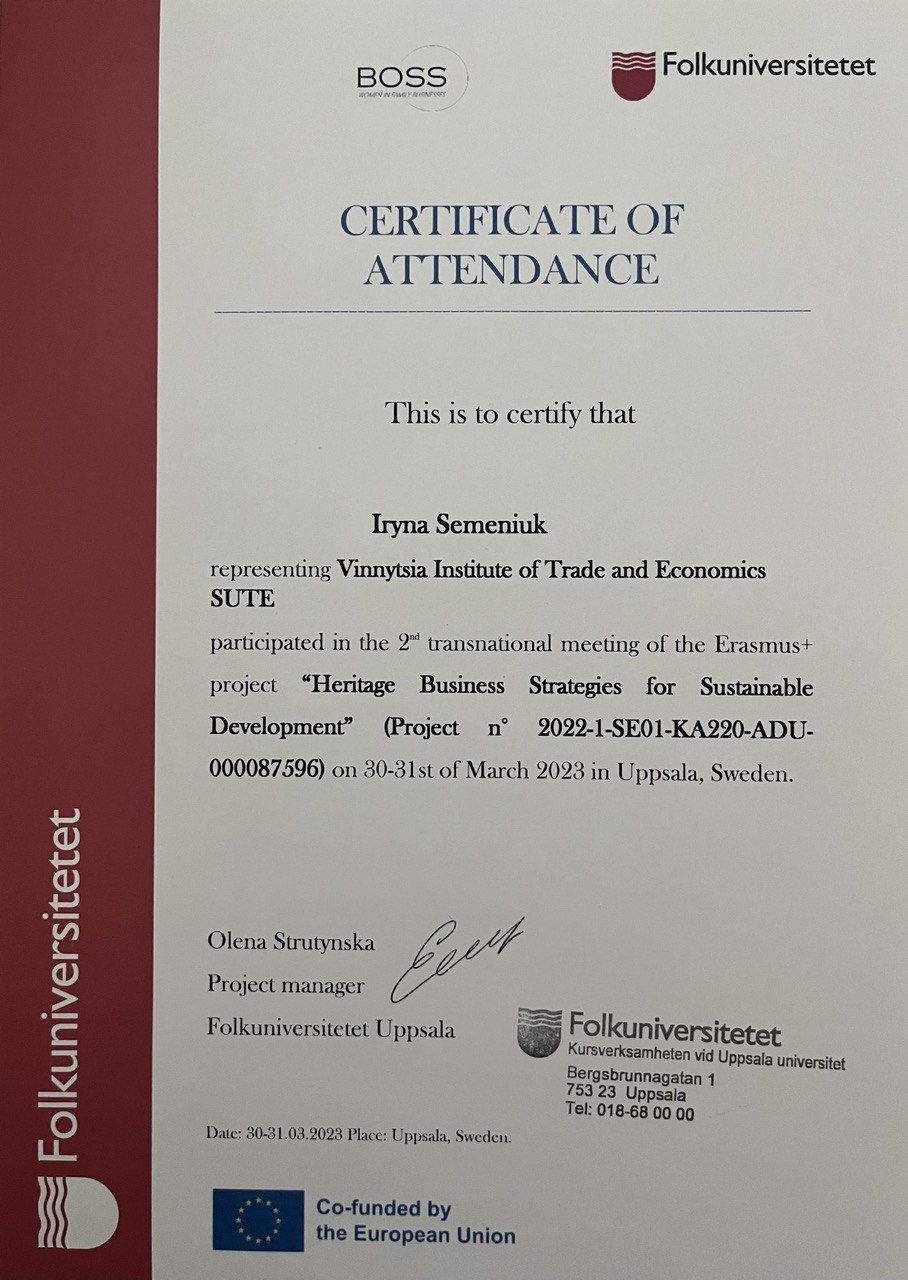 BOSS
WOMEN IN FAMILY BUSINESSES
Folkuniversitetet
CERTIFICATE OF
ATTENDANCE
This is to certify that
Iryna Semeniuk
representing Vinnytsia Institute of Trade and Economics
SUTE
participated in the 2nd transnational meeting of the Erasmus+
project “Heritage Business Strategies for Sustainable
Development” (Project n° 2022-1-SE01-KA220-ADU-
000087596) on 30-31st of March 2023 in Uppsala, Sweden.
Olena Strutynska
Project manager
Folkuniversitetet Uppsala
Folkuniversitetet
Kursverksamheten vid Uppsala universitet
Bergsbrunnagatan 1
753 23 Uppsala
Tel: 018-68 00 00
Date: 30-31.03.2023 Place: Uppsala, Sweden.
Co-funded by
the European Union
Folkuniversitetet